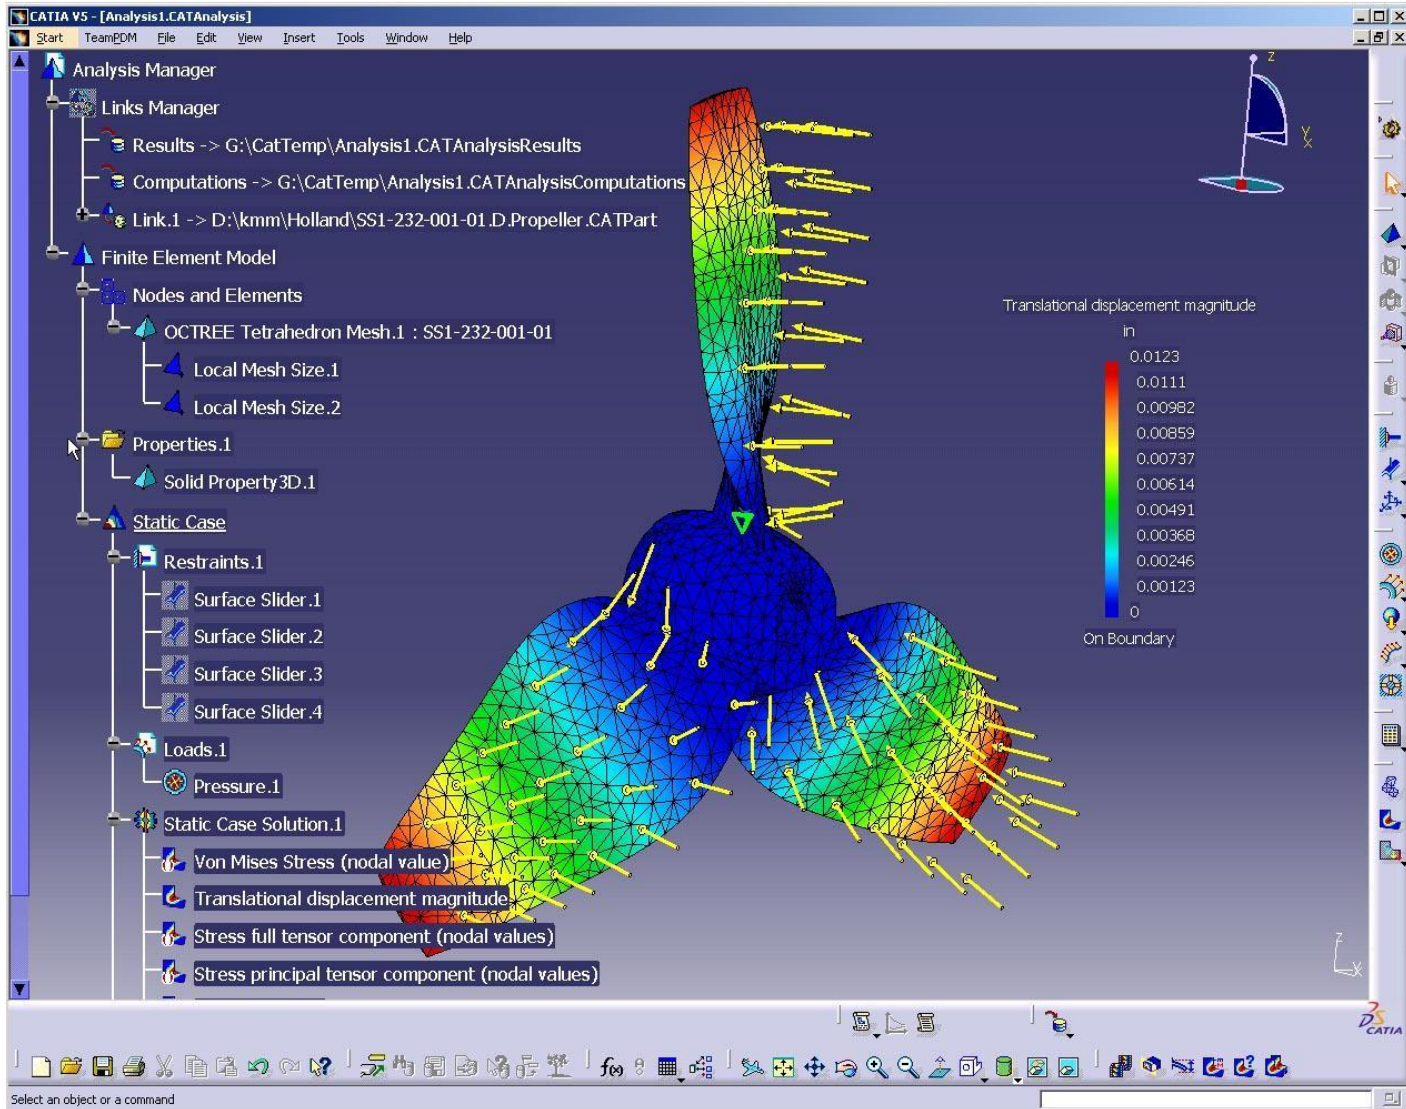 CATIA V5 - [Analysis1.CATAnalysis]
Start TeamPDM File Edit View Insert Tools Window Help
Analysis Manager
Links Manager
Results -> G:\CatTemp\Analysis1.CATAnalysisResults
Computations -> G:\CatTemp\Analysis1.CATAnalysisComputations
Link.1 -> D:\kmm\Holland\SS1-232-001-01.D.Propeller.CATPart
Finite Element Model
Nodes and Elements
OCTREE Tetrahedron Mesh.1 : SS1-232-001-01
Local Mesh Size.1
Local Mesh Size.2
Properties.1
Solid Property3D.1
Static Case
Restraints.1
Surface Slider.1
Surface Slider.2
Surface Slider.3
Surface Slider.4
Loads.1
Pressure.1
Static Case Solution.1
Von Mises Stress (nodal value)
Translational displacement magnitude
Stress full tensor component (nodal values)
Stress principal tensor component (nodal values)
z
y
x
Translational displacement magnitude
in
0.0123
0.0111
0.00982
0.00859
0.00737
0.00614
0.00491
0.00368
0.00246
0.00123
0
On Boundary
z
x
DS
CATIA
f(x)
Select an object or a command